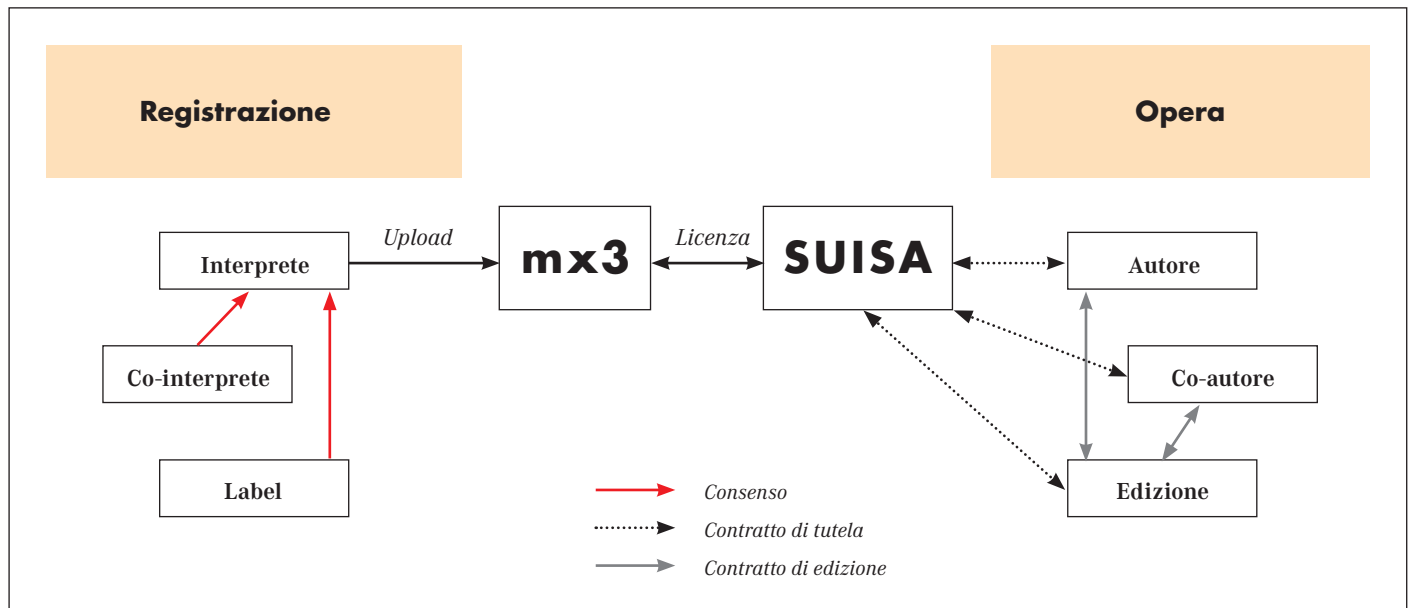 Registrazione
Opera
Interprete
Upload
mx3
Licenza
SUISA
Autore
Co-interprete
Co-autore
Label
Edizione
Consenso
Contratto di tutela
Contratto di edizione